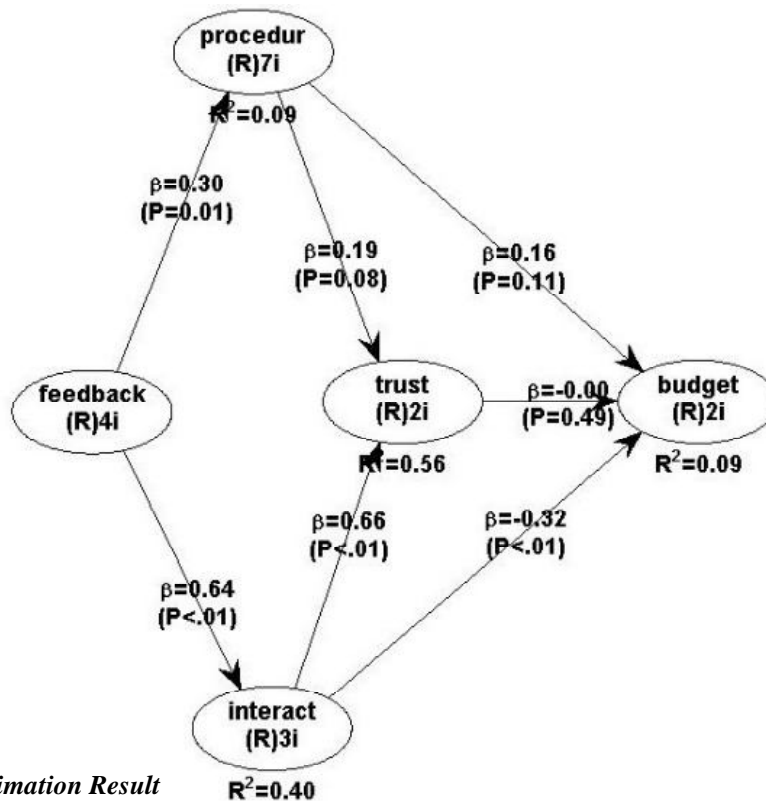 procedur
(R)7i
R²=0.09
β=0.30
(P=0.01)
β=0.19
(P=0.08)
β=0.16
(P=0.11)
feedback
(R)4i
trust
(R)2i
R²=0.56
β=-0.00
(P=0.49)
budget
(R)2i
R²=0.09
β=0.66
(P<.01)
β=-0.32
(P<.01)
β=0.64
(P<.01)
interact
(R)3i
R²=0.40
imation Result